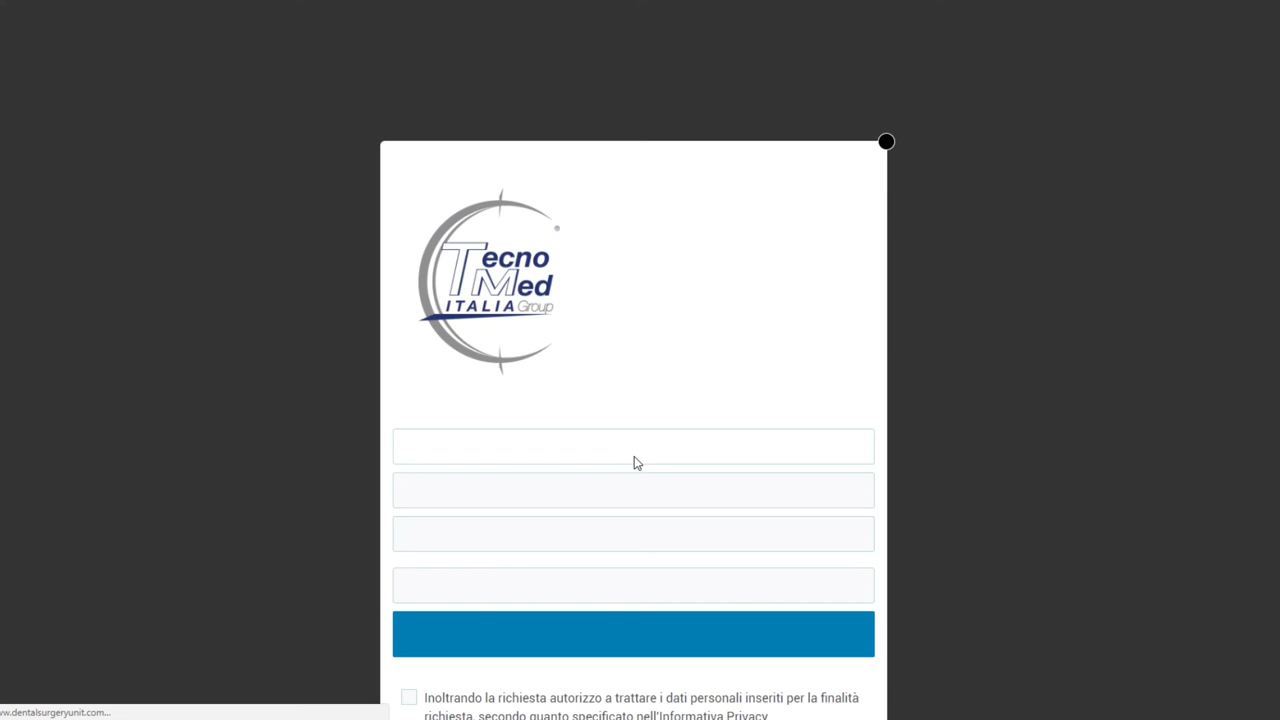 Tecno
Med
ITALIA Group
Inoltrando la richiesta autorizzo a trattare i dati personali inseriti per la finalità
richiesta, secondo quanto specificato nell'Informativa Privacy
ww.dentalsurgeryunit.com...